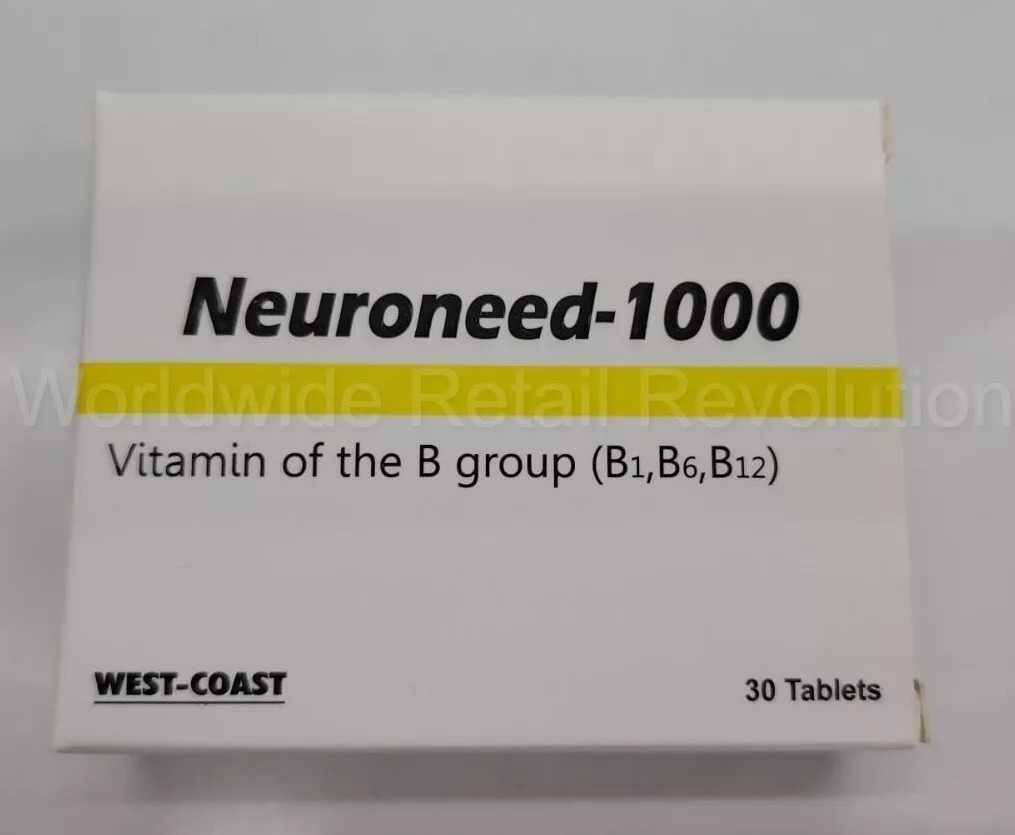 Neuroneed-1000
Worldwide Retail Revolution
Vitamin of the B group (B1,B6,B12)
WEST-COAST
30 Tablets